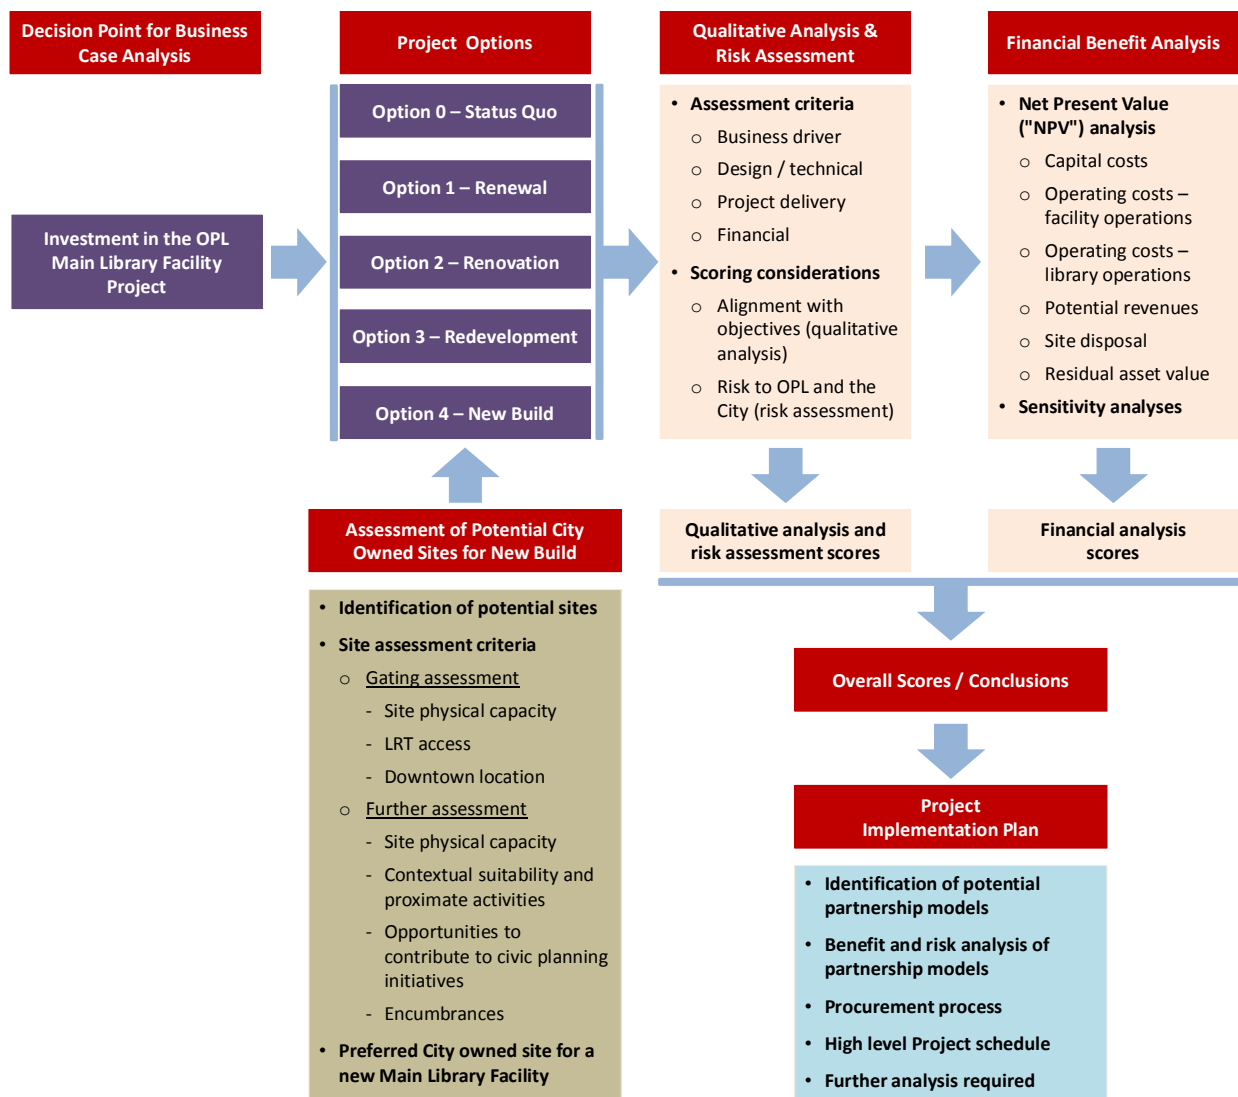 Decision Point for Business
Case Analysis
Investment in the OPL
Main Library Facility
Project
Project Options
Option 0 – Status Quo
Option 1 – Renewal
Option 2 – Renovation
Option 3 – Redevelopment
Option 4 – New Build
Assessment of Potential City
Owned Sites for New Build
• Identification of potential sites
• Site assessment criteria
o Gating assessment
- Site physical capacity
- LRT access
- Downtown location
o Further assessment
- Site physical capacity
- Contextual suitability and
proximate activities
- Opportunities to
contribute to civic planning
initiatives
- Encumbrances
• Preferred City owned site for a
new Main Library Facility
Qualitative Analysis &
Risk Assessment
• Assessment criteria
o Business driver
o Design / technical
o Project delivery
o Financial
• Scoring considerations
o Alignment with
objectives (qualitative
analysis)
o Risk to OPL and the
City (risk assessment)
Qualitative analysis and
risk assessment scores
Financial Benefit Analysis
• Net Present Value
("NPV") analysis
o Capital costs
o Operating costs –
facility operations
o Operating costs –
library operations
o Potential revenues
o Site disposal
o Residual asset value
• Sensitivity analyses
Financial analysis
scores
Overall Scores / Conclusions
Project
Implementation Plan
• Identification of potential
partnership models
• Benefit and risk analysis of
partnership models
• Procurement process
• High level Project schedule
• Further analysis required